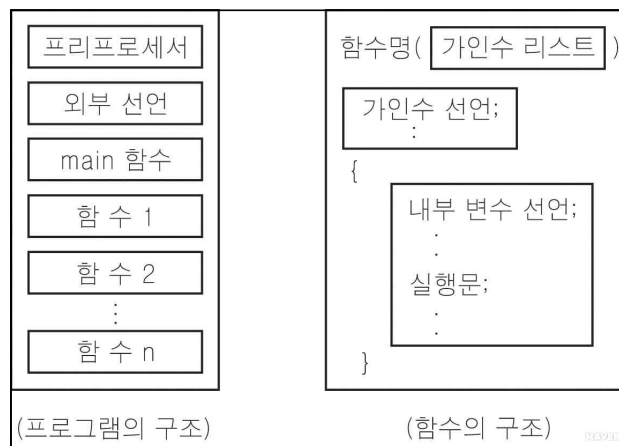 프리프로세서
외부 선언
main 함수
함 수 1
함 수 2
⋮
함 수 n
(프로그램의 구조)
함수명( 가인수 리스트 )
가인수 선언;
:
{
내부 변수 선언;
:
실행문;
:
}
(함수의 구조)
NAVER